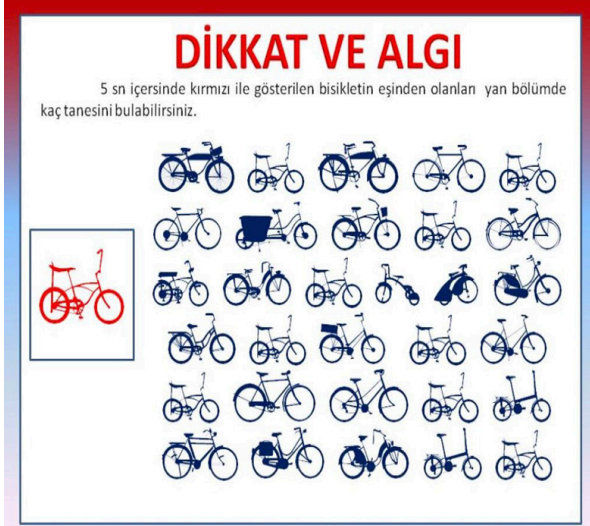 DİKKAT VE ALGI
5 sn içersinde kırmızı ile gösterilen bisikletin eşinden olanları yan bölümde
kaç tanesini bulabilirsiniz.